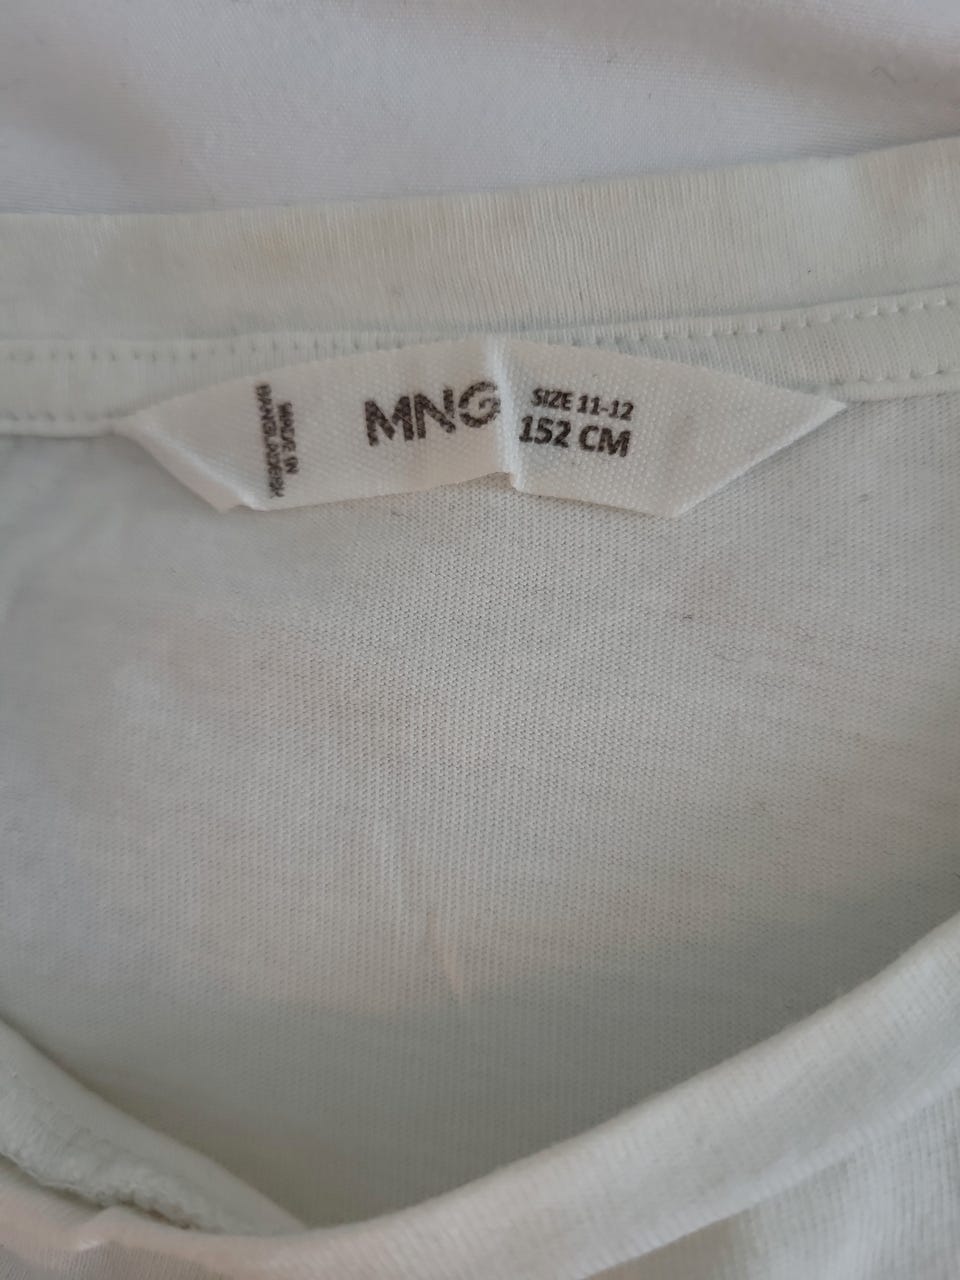 MADE IN
BANGLADESH
MNG
SIZE 11-12
152 CM